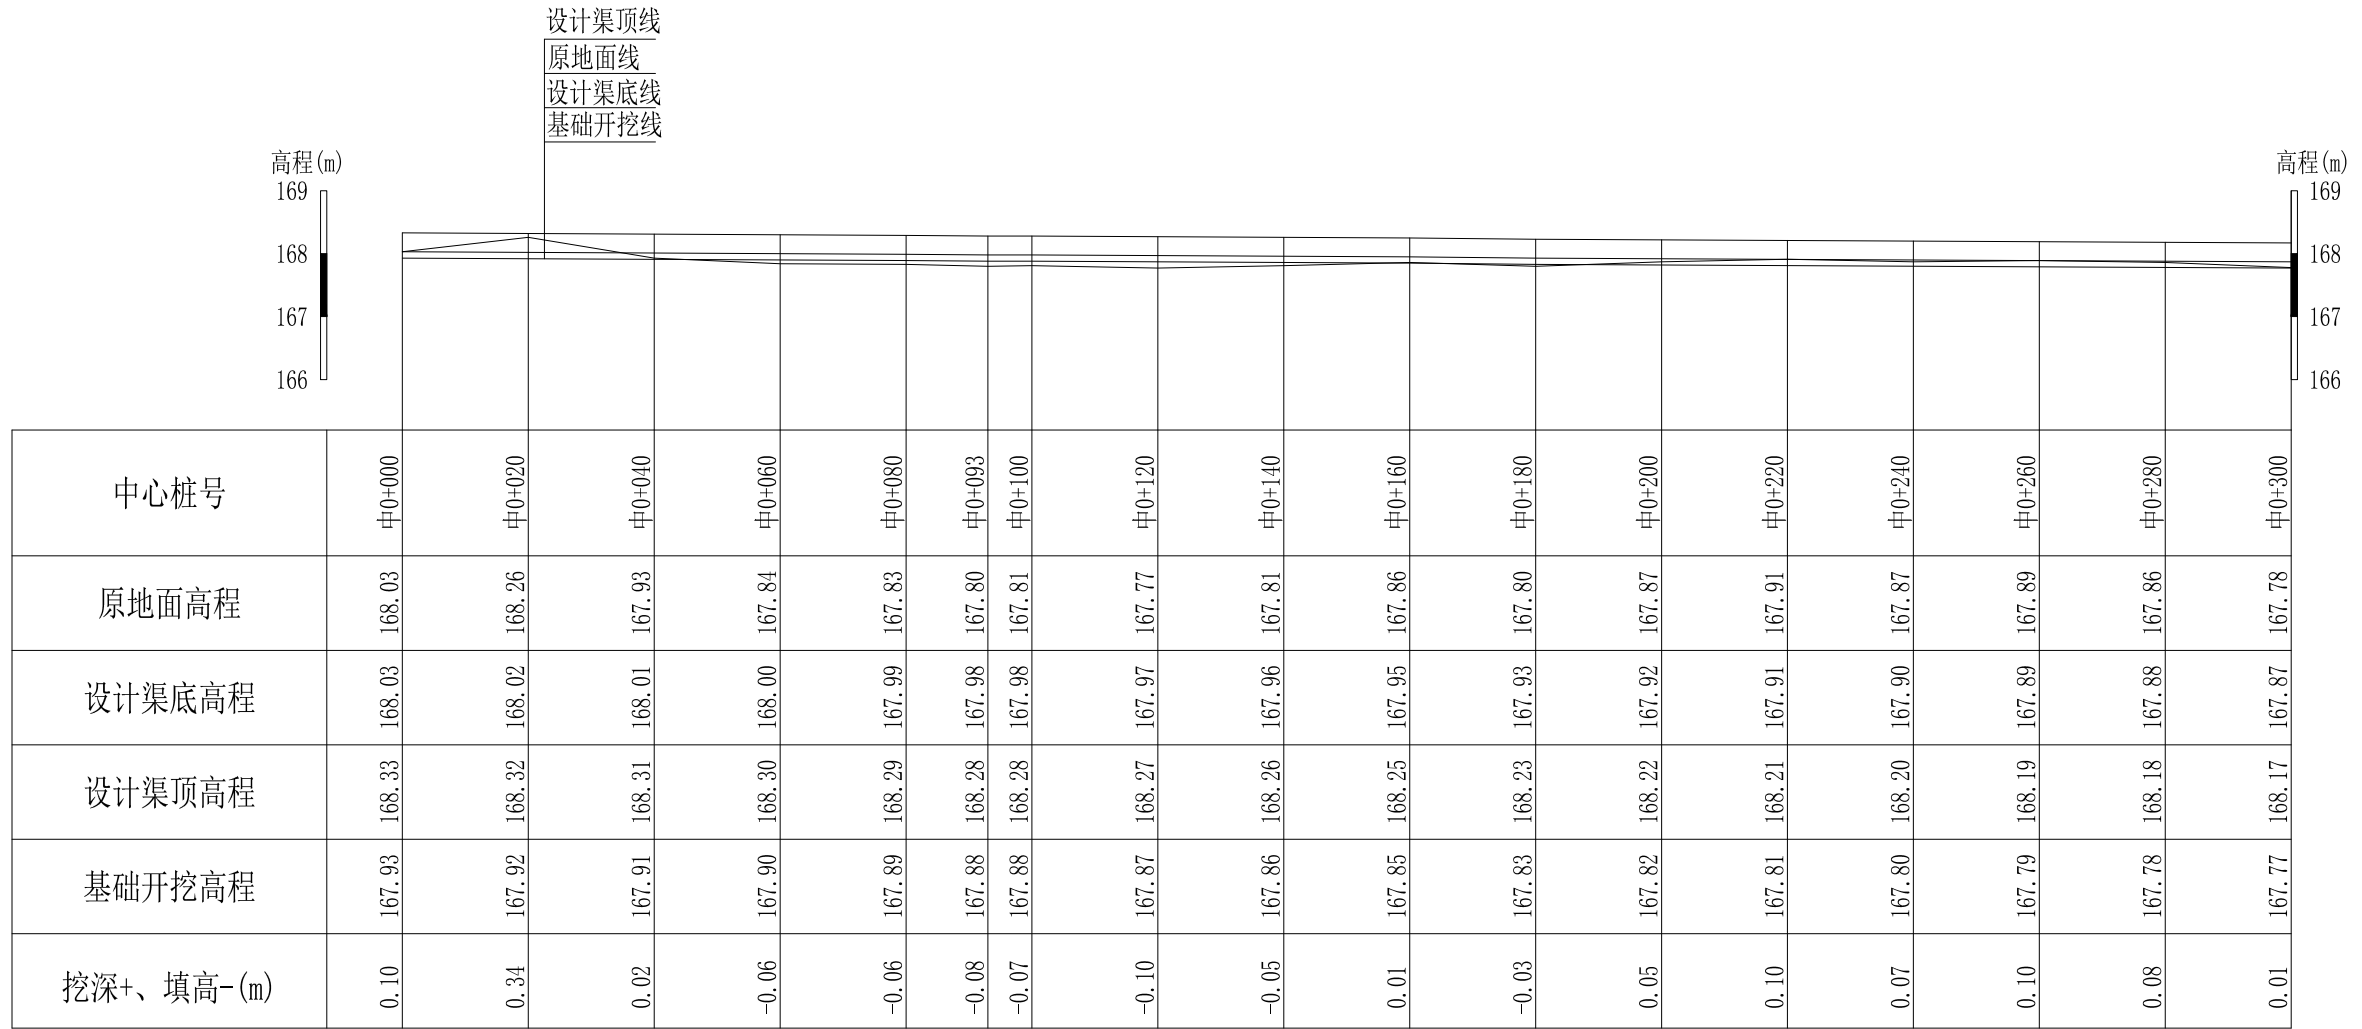 设计渠顶线
原地面线
设计渠底线
基础开挖线
高程(m)
169
168
167
166
高程(m)
169
168
167
166
中心桩号 中0+000 中0+020 中0+040 中0+060 中0+080 中0+093 中0+100 中0+120 中0+140 中0+160 中0+180 中0+200 中0+220 中0+240 中0+260 中0+280 中0+300
原地面高程 168.03 168.26 167.93 167.84 167.83 167.80 167.81 167.77 167.81 167.86 167.80 167.87 167.91 167.87 167.89 167.86 167.78
设计渠底高程 168.03 168.02 168.01 168.00 167.99 167.98 167.98 167.97 167.96 167.95 167.93 167.92 167.91 167.90 167.89 167.88 167.87
设计渠顶高程 168.33 168.32 168.31 168.30 168.29 168.28 168.28 168.27 168.26 168.25 168.23 168.22 168.21 168.20 168.19 168.18 168.17
基础开挖高程 167.93 167.92 167.91 167.90 167.89 167.88 167.88 167.87 167.86 167.85 167.83 167.82 167.81 167.80 167.79 167.78 167.77
挖深+、填高-(m) 0.10 0.34 0.02 -0.06 -0.06 -0.08 -0.07 -0.10 -0.05 0.01 -0.03 0.05 0.10 0.07 0.10 0.08 0.01